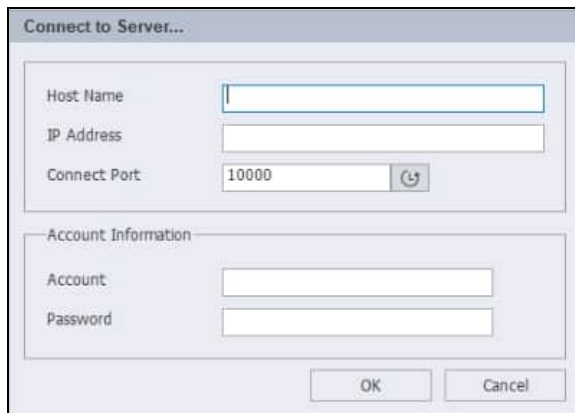 Connect to Server...
Host Name
IP Address
Connect Port 10000
Account Information
Account
Password
OK Cancel